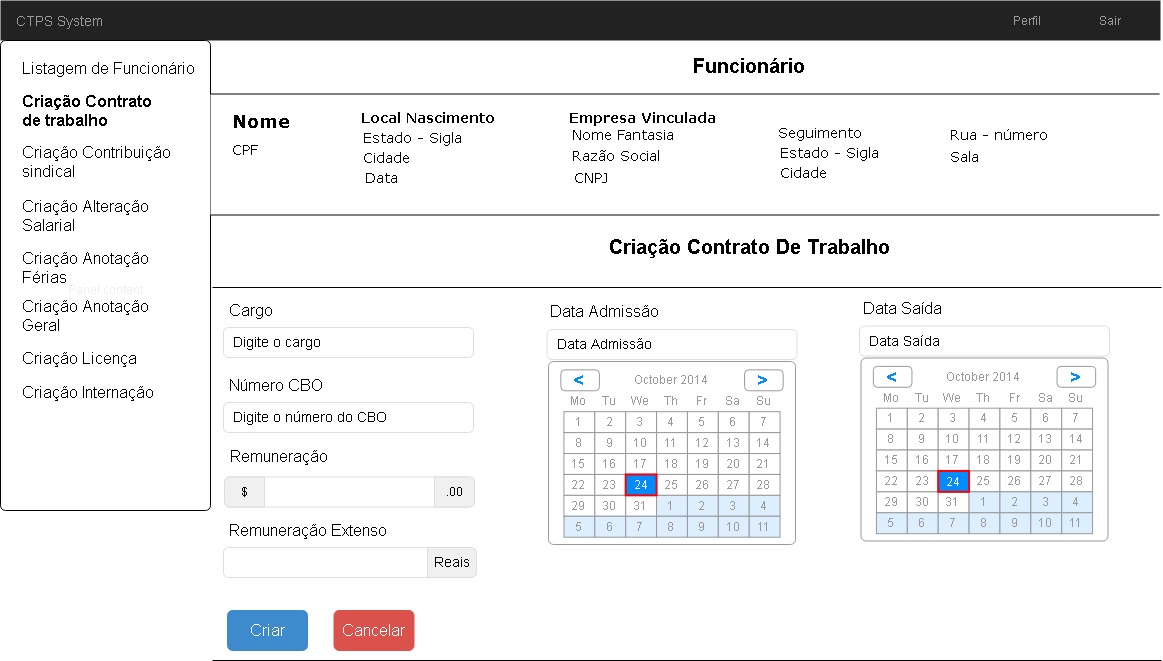 CTPS System
Perfil
Sair
Listagem de Funcionário
Criação Contrato
de trabalho
Criação Contribuição
sindical
Criação Alteração
Salarial
Criação Anotação
Férias
Panel content
Criação Anotação
Geral
Criação Licença
Criação Internação
Funcionário
Nome
CPF
Local Nascimento
Estado - Sigla
Cidade
Data
Empresa Vinculada
Nome Fantasia
Razão Social
CNPJ
Seguimento
Estado - Sigla
Cidade
Rua - número
Sala
Criação Contrato De Trabalho
Cargo
Digite o cargo
Número CBO
Digite o número do CBO
Remuneração
$ .00
Remuneração Extenso
Reais
Data Admissão
Data Admissão
< October 2014 >
Mo Tu We Th Fr Sa Su
1 2 3 4 5 6 7
8 9 10 11 12 13 14
15 16 17 18 19 20 21
22 23 24 25 26 27 28
29 30 31 1 2 3 4
5 6 7 8 9 10 11
Data Saída
Data Saída
< October 2014 >
Mo Tu We Th Fr Sa Su
1 2 3 4 5 6 7
8 9 10 11 12 13 14
15 16 17 18 19 20 21
22 23 24 25 26 27 28
29 30 31 1 2 3 4
5 6 7 8 9 10 11
Criar
Cancelar